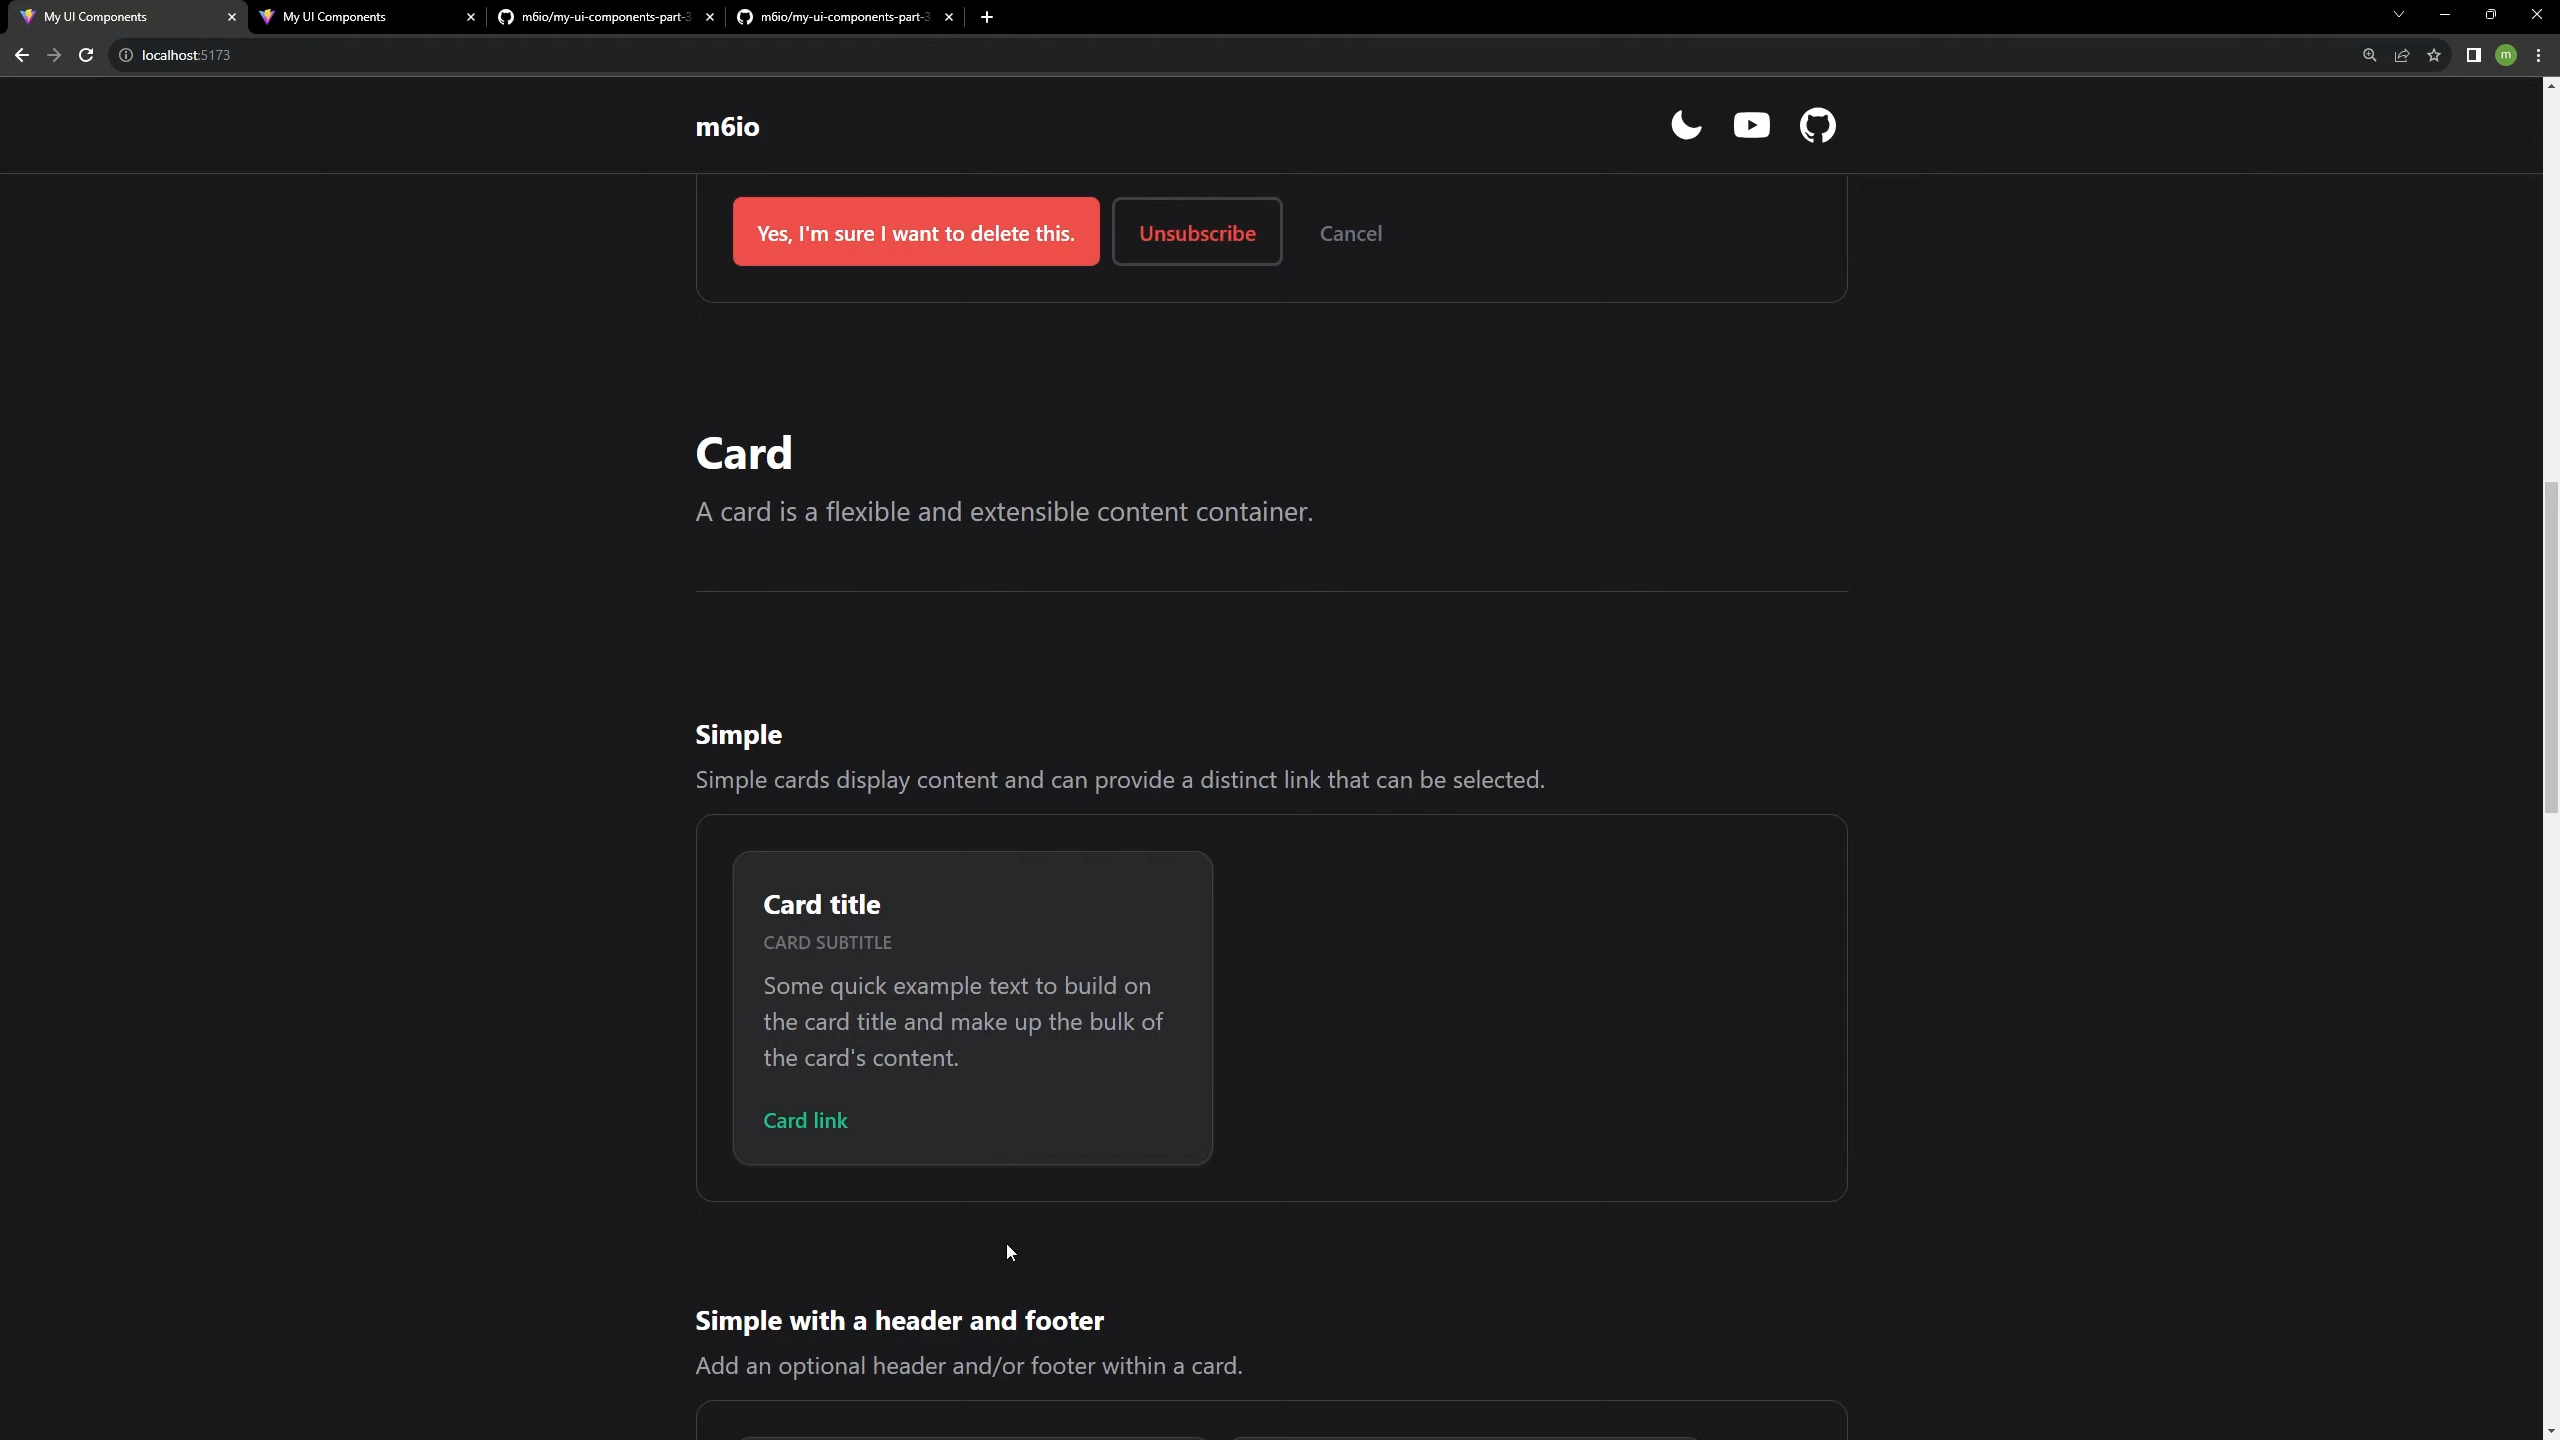 My UI Components
My UI Components
m6io/my-ui-components-part-3
m6io/my-ui-components-part-3
localhost:5173
m
m6io
Yes, I'm sure I want to delete this.
Unsubscribe
Cancel
Card
A card is a flexible and extensible content container.
Simple
Simple cards display content and can provide a distinct link that can be selected.
Card title
CARD SUBTITLE
Some quick example text to build on
the card title and make up the bulk of
the card's content.
Card link
Simple with a header and footer
Add an optional header and/or footer within a card.